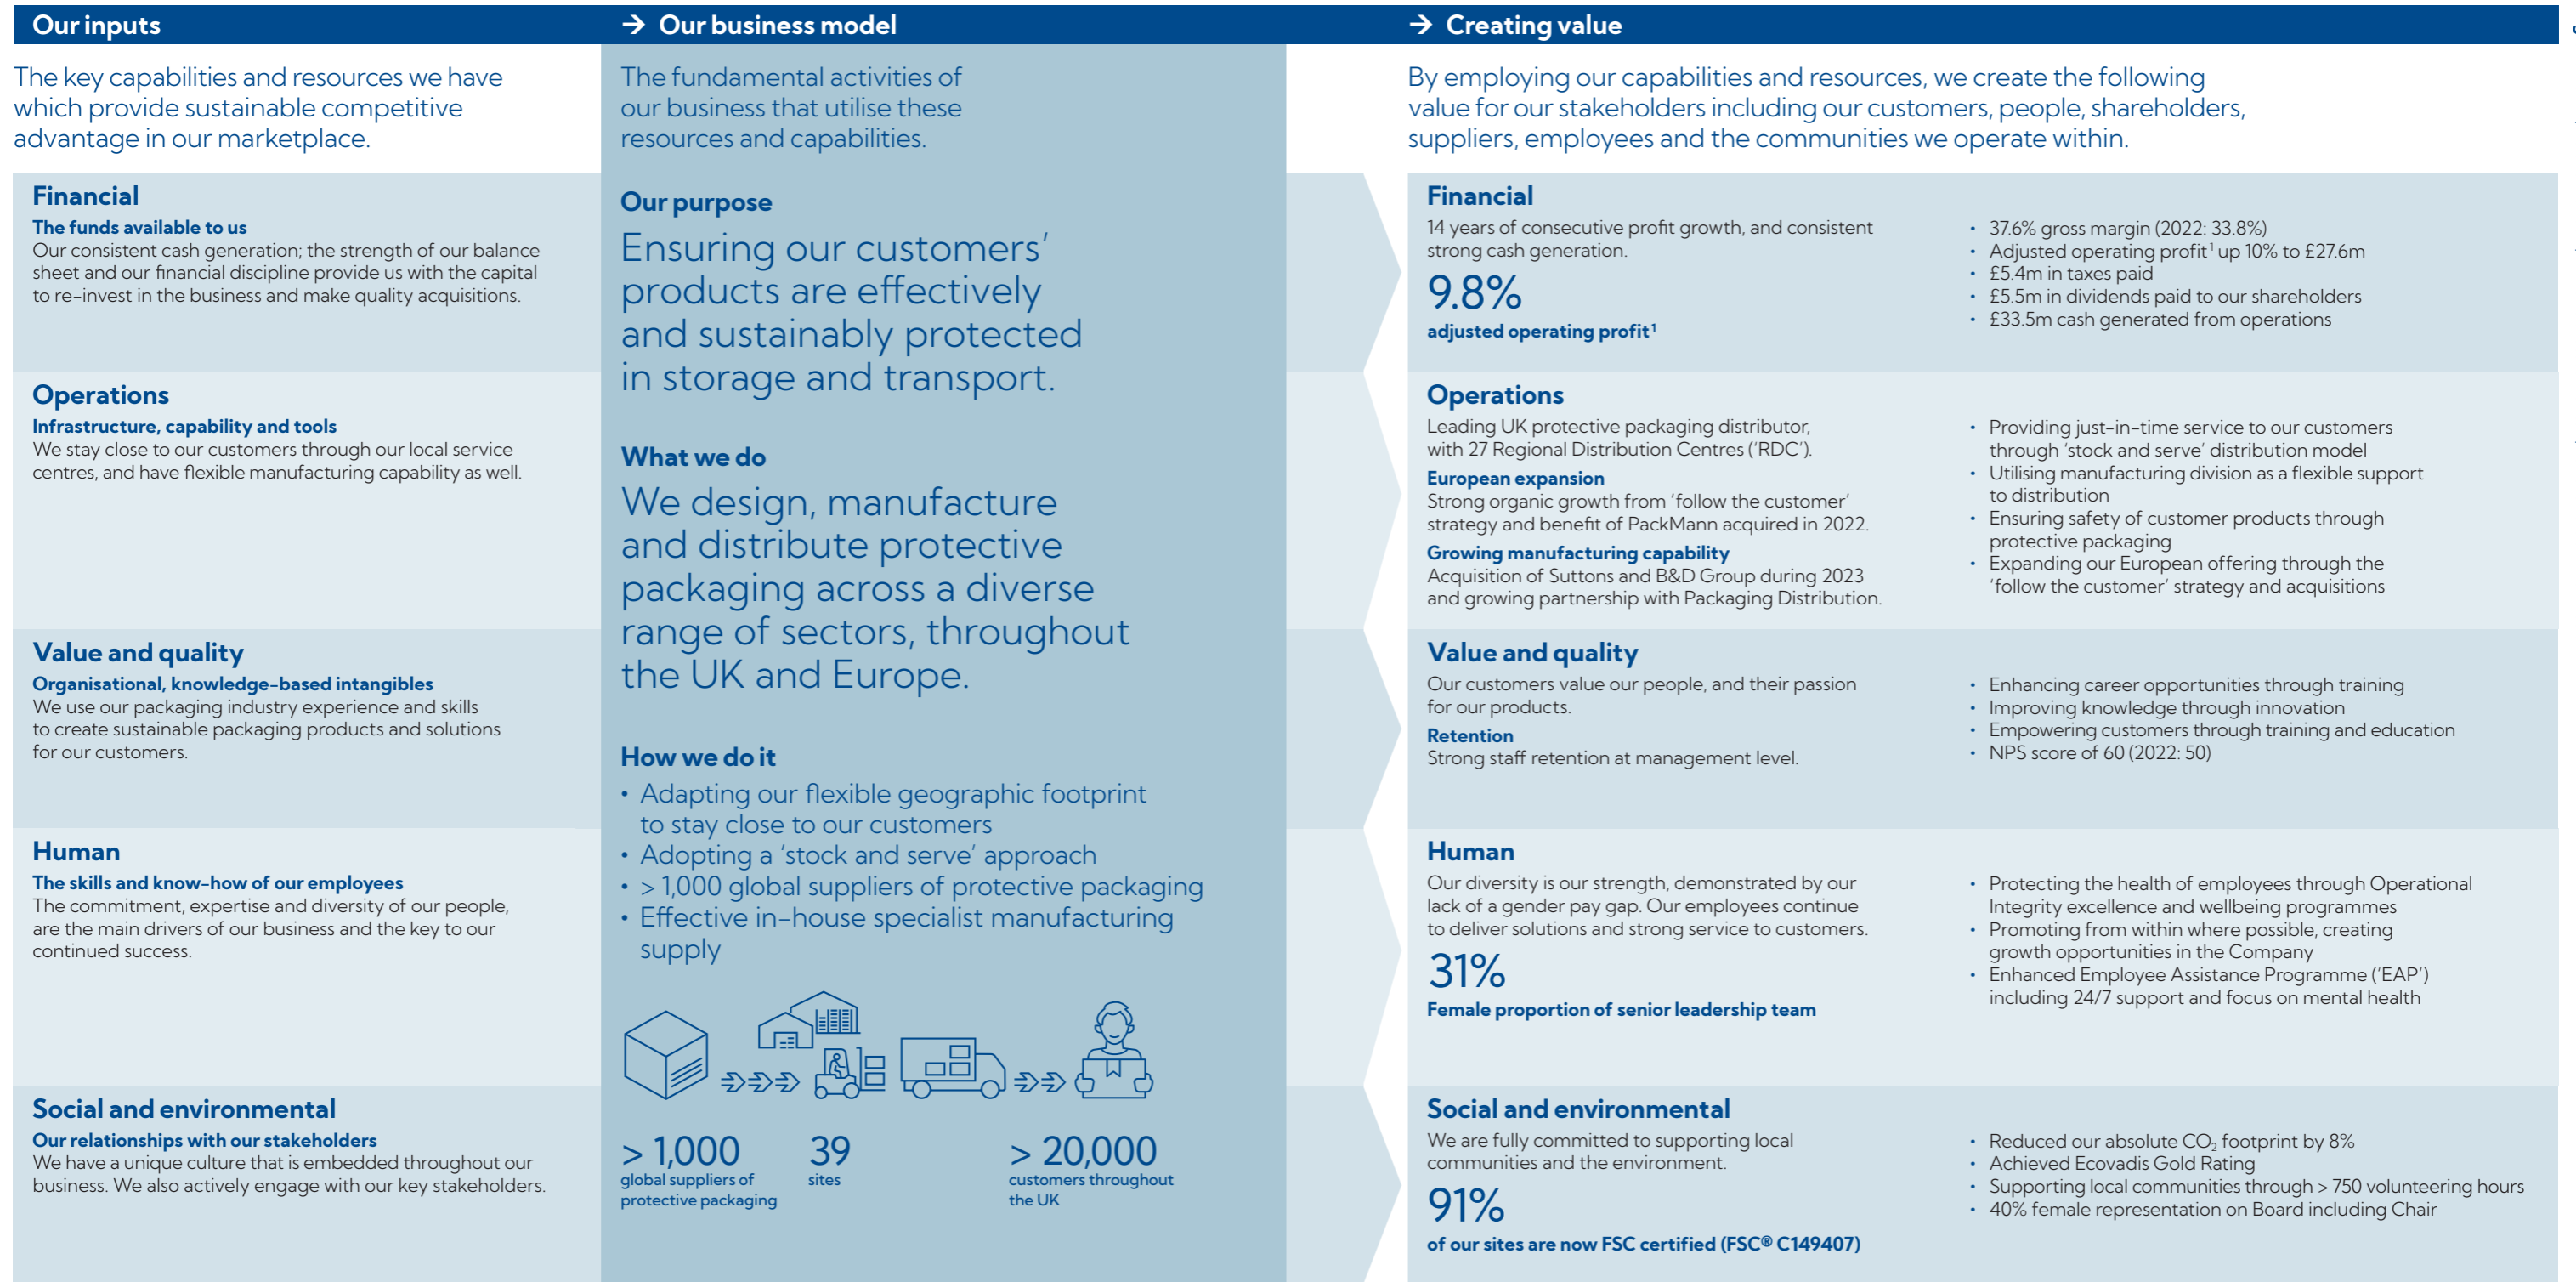 Our inputs
The key capabilities and resources we have
which provide sustainable competitive
advantage in our marketplace.
Financial
The funds available to us
Our consistent cash generation; the strength of our balance
sheet and our financial discipline provide us with the capital
to re-invest in the business and make quality acquisitions.
Operations
Infrastructure, capability and tools
We stay close to our customers through our local service
centres, and have flexible manufacturing capability as well.
Value and quality
Organisational, knowledge-based intangibles
We use our packaging industry experience and skills
to create sustainable packaging products and solutions
for our customers.
Human
The skills and know-how of our employees
The commitment, expertise and diversity of our people,
are the main drivers of our business and the key to our
continued success.
Social and environmental
Our relationships with our stakeholders
We have a unique culture that is embedded throughout our
business. We also actively engage with our key stakeholders.
→ Our business model
The fundamental activities of
our business that utilise these
resources and capabilities.
Our purpose
Ensuring our customers’
products are effectively
and sustainably protected
in storage and transport.
What we do
We design, manufacture
and distribute protective
packaging across a diverse
range of sectors, throughout
the UK and Europe.
How we do it
• Adapting our flexible geographic footprint
to stay close to our customers
• Adopting a ‘stock and serve’ approach
• > 1,000 global suppliers of protective packaging
• Effective in-house specialist manufacturing
supply
> 1,000
global suppliers of
protective packaging
39
sites
> 20,000
customers throughout
the UK
→ Creating value
By employing our capabilities and resources, we create the following
value for our stakeholders including our customers, people, shareholders,
suppliers, employees and the communities we operate within.
Financial
14 years of consecutive profit growth, and consistent
strong cash generation.
9.8%
adjusted operating profit¹
• 37.6% gross margin (2022: 33.8%)
• Adjusted operating profit¹ up 10% to £27.6m
• £5.4m in taxes paid
• £5.5m in dividends paid to our shareholders
• £33.5m cash generated from operations
Operations
Leading UK protective packaging distributor,
with 27 Regional Distribution Centres (‘RDC’).
European expansion
Strong organic growth from ‘follow the customer’
strategy and benefit of PackMann acquired in 2022.
Growing manufacturing capability
Acquisition of Suttons and B&D Group during 2023
and growing partnership with Packaging Distribution.
• Providing just-in-time service to our customers
through ‘stock and serve’ distribution model
• Utilising manufacturing division as a flexible support
to distribution
• Ensuring safety of customer products through
protective packaging
• Expanding our European offering through the
‘follow the customer’ strategy and acquisitions
Value and quality
Our customers value our people, and their passion
for our products.
Retention
Strong staff retention at management level.
• Enhancing career opportunities through training
• Improving knowledge through innovation
• Empowering customers through training and education
• NPS score of 60 (2022: 50)
Human
Our diversity is our strength, demonstrated by our
lack of a gender pay gap. Our employees continue
to deliver solutions and strong service to customers.
31%
Female proportion of senior leadership team
• Protecting the health of employees through Operational
Integrity excellence and wellbeing programmes
• Promoting from within where possible, creating
growth opportunities in the Company
• Enhanced Employee Assistance Programme (‘EAP’)
including 24/7 support and focus on mental health
Social and environmental
We are fully committed to supporting local
communities and the environment.
91%
of our sites are now FSC certified (FSC® C149407)
• Reduced our absolute CO₂ footprint by 8%
• Achieved Ecovadis Gold Rating
• Supporting local communities through > 750 volunteering hours
• 40% female representation on Board including Chair